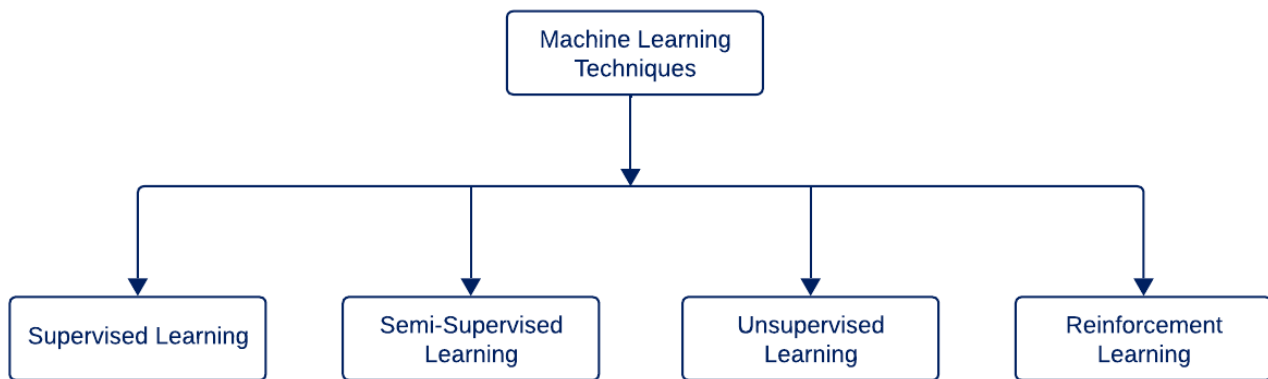 Machine Learning
Techniques
Supervised Learning
Semi-Supervised
Learning
Unsupervised
Learning
Reinforcement
Learning